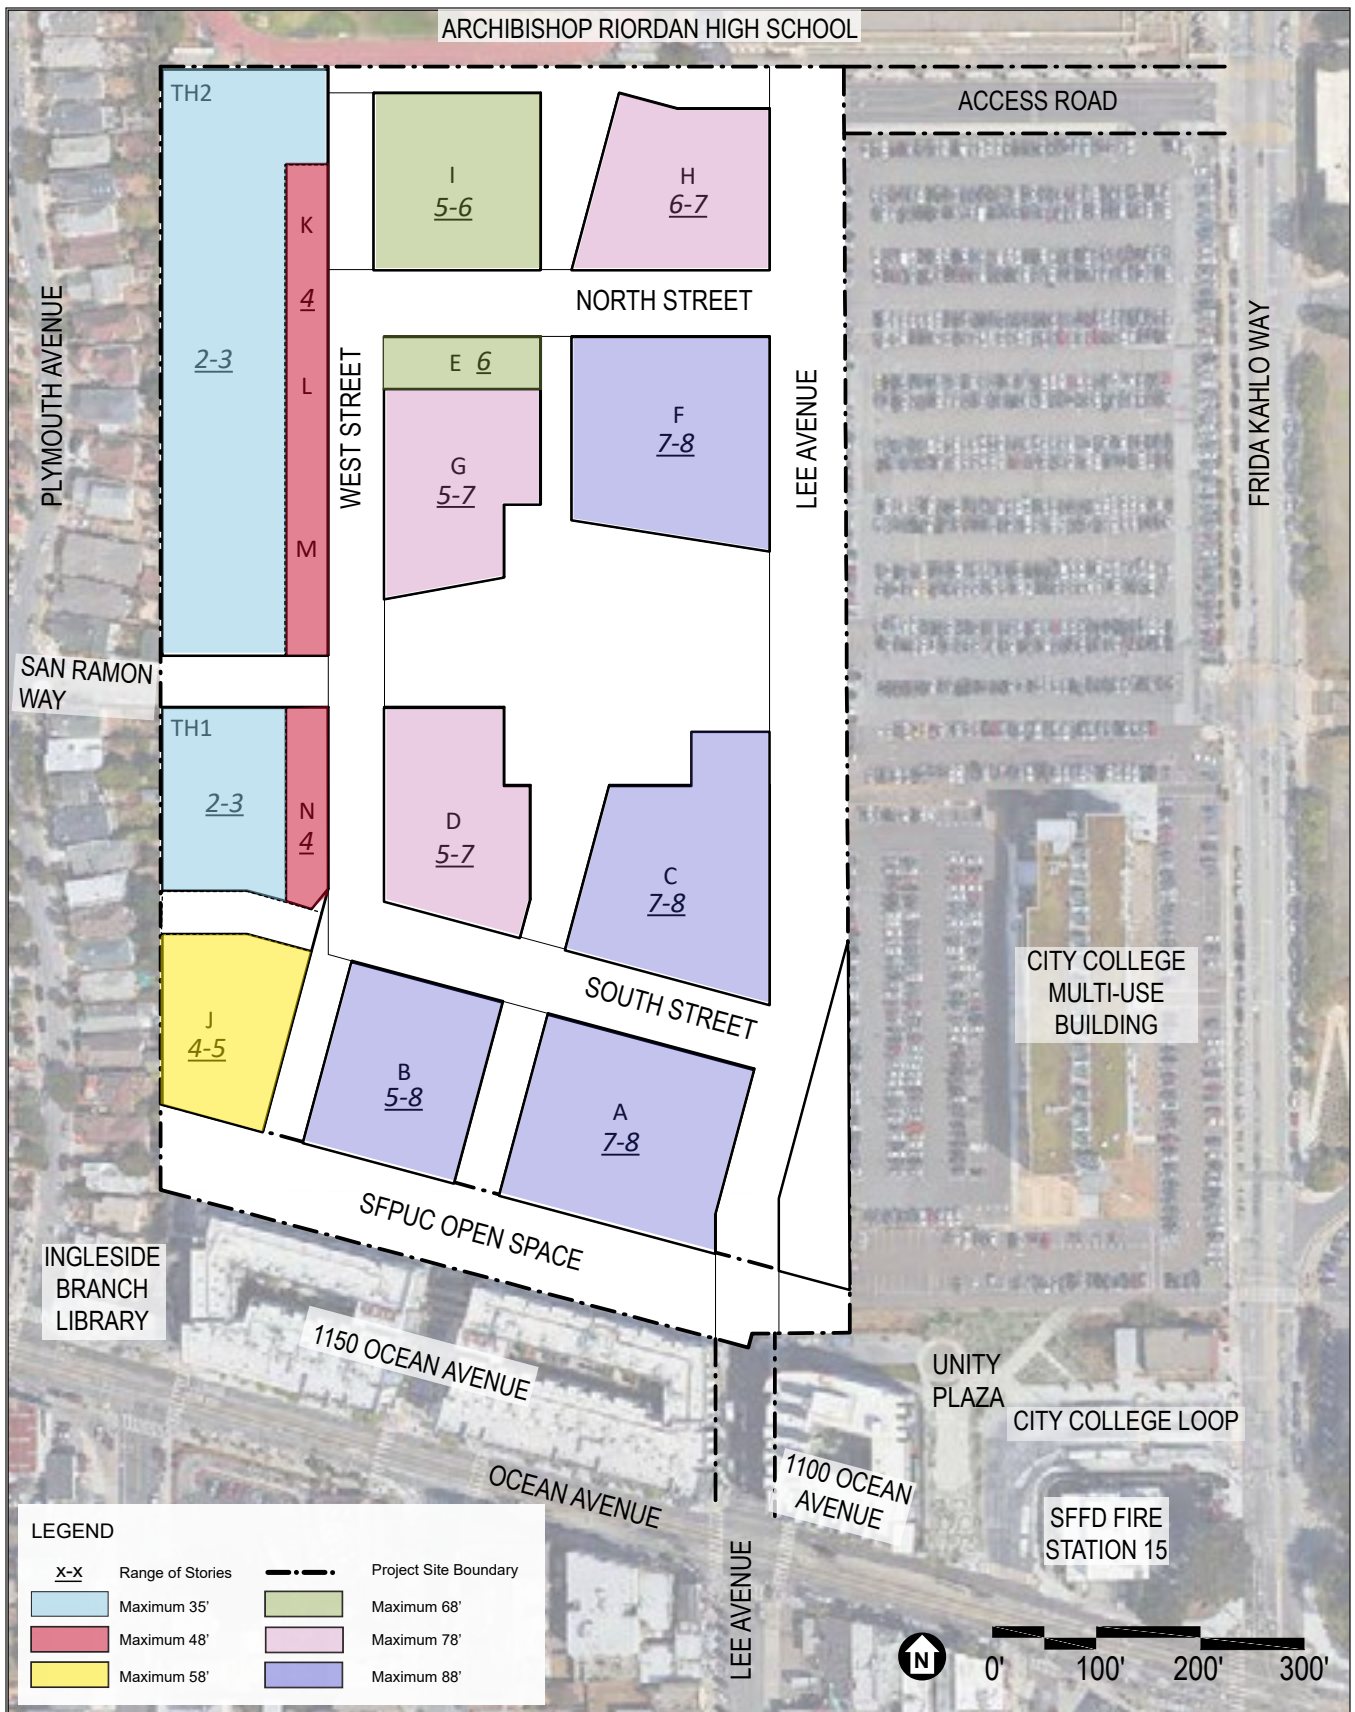 ARCHIBISHOP RIORDAN HIGH SCHOOL
ACCESS ROAD
TH2
I
5-6
H
6-7
K
4
L
M
2-3
NORTH STREET
PLYMOUTH AVENUE
WEST STREET
LEE AVENUE
FRIDA KAHLO WAY
E 6
F
7-8
G
5-7
SAN RAMON
WAY
TH1
2-3
N
4
D
5-7
C
7-8
CITY COLLEGE
MULTI-USE
BUILDING
SOUTH STREET
J
4-5
B
5-8
A
7-8
SFPUC OPEN SPACE
INGLESIDE
BRANCH
LIBRARY
1150 OCEAN AVENUE
UNITY
PLAZA
CITY COLLEGE LOOP
OCEAN AVENUE
1100 OCEAN
AVENUE
SFFD FIRE
STATION 15
LEE AVENUE
LEGEND
X-X Range of Stories
Project Site Boundary
Maximum 35'
Maximum 68'
Maximum 48'
Maximum 78'
Maximum 58'
Maximum 88'
N
0' 100' 200' 300'